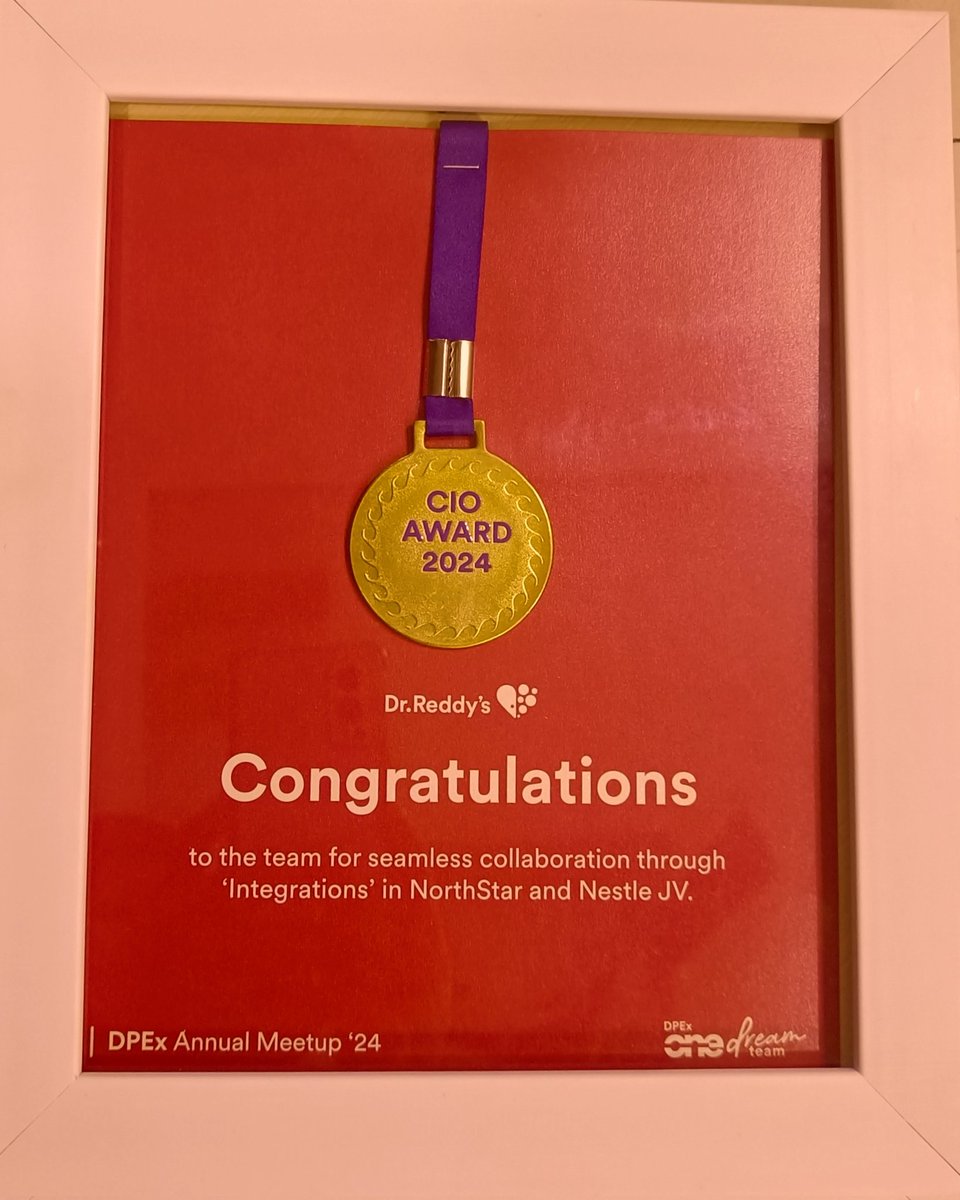 CIO
AWARD
2024
Dr.Reddy's
Congratulations
to the team for seamless collaboration through
‘Integrations’ in NorthStar and Nestle JV.
DPEx Annual Meetup ‘24
DPEx
one dream
team